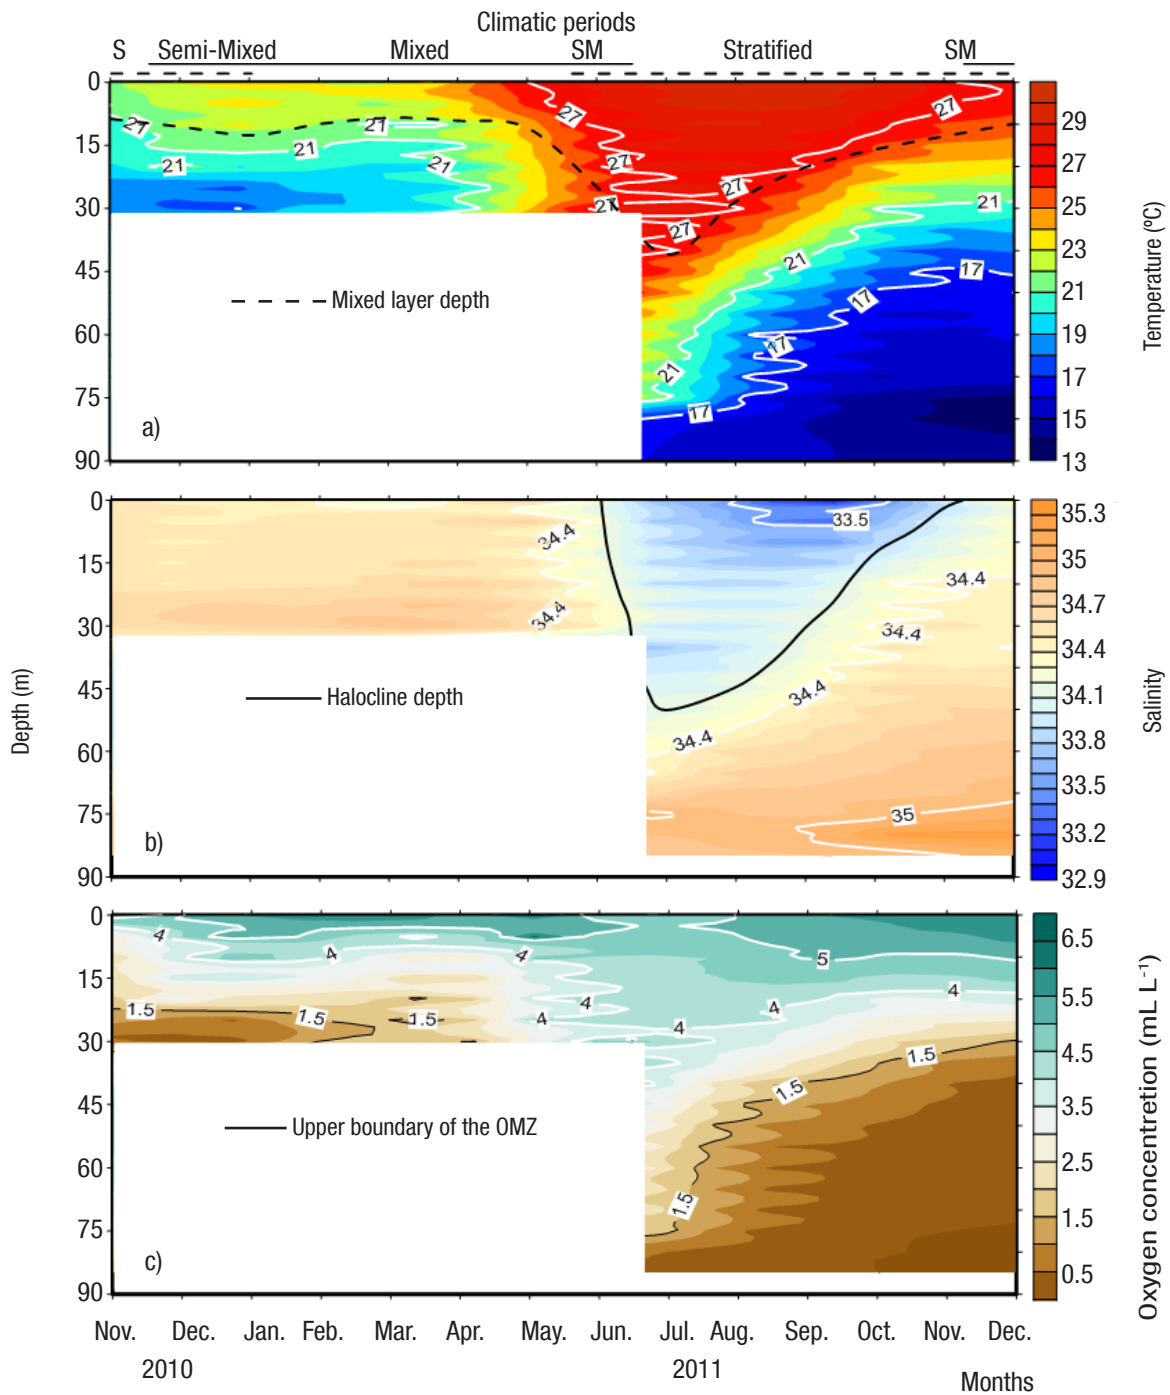 Climatic periods
S Semi-Mixed Mixed SM Stratified SM
0
15
30
45
60
75
90
21 21 21 21 21 27 27 27 27 27 27 21 21 21 17 17 17 17
Mixed layer depth
a)
29
27
25
23
21
19
17
15
13
Temperature (ºC)
0
15
30
45
60
75
90
34.4 34.4 33.5 34.4 34.4 34.4 34.4 35
Halocline depth
b)
Depth (m)
35.3
35
34.7
34.4
34.1
33.8
33.5
33.2
32.9
Salinity
0
15
30
45
60
75
90
4 4 4 4 4 4 4 4 5 1.5 1.5 1.5 1.5 1.5 1.5
Upper boundary of the OMZ
c)
6.5
5.5
4.5
3.5
2.5
1.5
0.5
Oxygen concentretion (mL L-1)
Nov. Dec. Jan. Feb. Mar. Apr. May. Jun. Jul. Aug. Sep. Oct. Nov. Dec.
2010 2011
Months